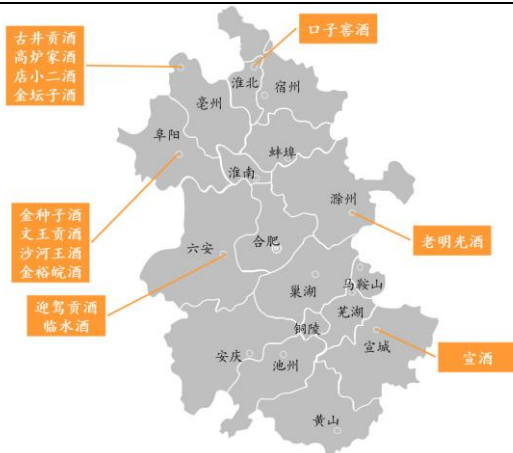 古井贡酒
高炉家酒
店小二酒
金坛子酒
口子窖酒
淮北
宿州
亳州
阜阳
蚌埠
淮南
金种子酒
文王贡酒
沙河王酒
金裕皖酒
滁州
老明光酒
六安
合肥
迎驾贡酒
临水酒
巢湖
马鞍山
芜湖
铜陵
宣城
宣酒
安庆
池州
黄山